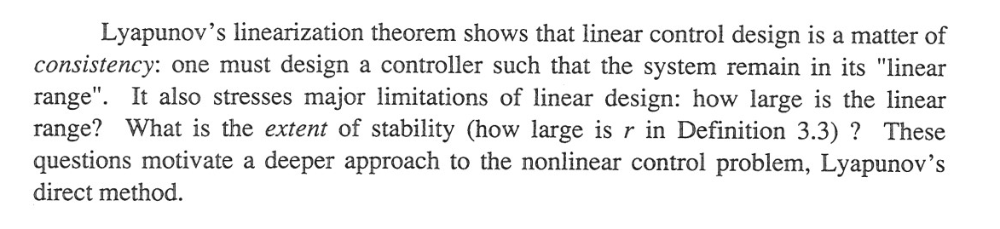 Lyapunov's linearization theorem shows that linear control design is a matter of
consistency: one must design a controller such that the system remain in its "linear
range". It also stresses major limitations of linear design: how large is the linear
range? What is the extent of stability (how large is r in Definition 3.3) ? These
questions motivate a deeper approach to the nonlinear control problem, Lyapunov's
direct method.